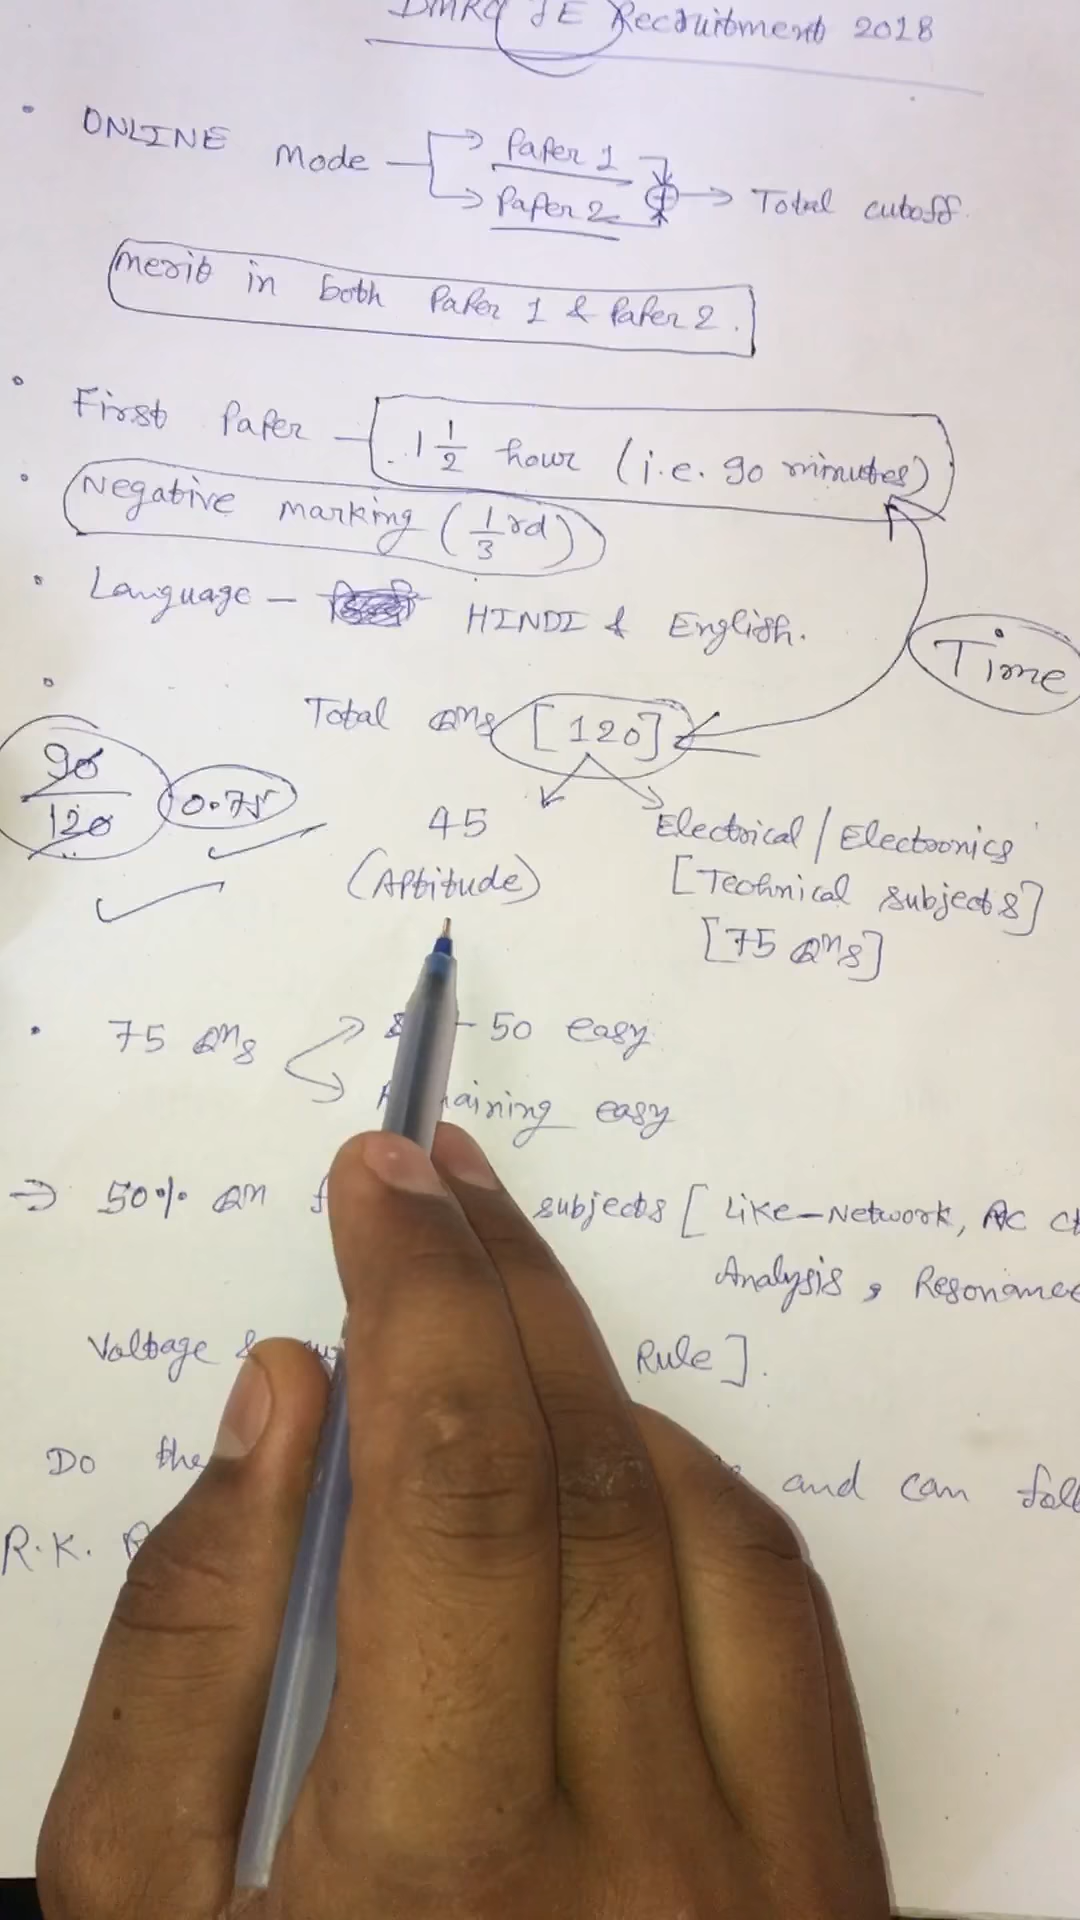 DMRC JE Recruitment 2018
ONLINE mode Paper 1
Paper 2 Total cutoff
merit in both Paper 1 & Paper 2.
First Paper – 1 1/2 hour (i.e. 90 minutes)
Negative marking (1/3 rd)
Language – HINDI & English.
Time
Total Qns [120]
90/120 0.75
45
(Aptitude)
Electrical / Electronics
[Technical subjects]
[75 Qns]
75 Qns – 50 easy
easy
⇒ 50% Qn subjects [Like-Network, AC
Analysis, Resonance
Voltage & Rule].
Do the and can
R.K.